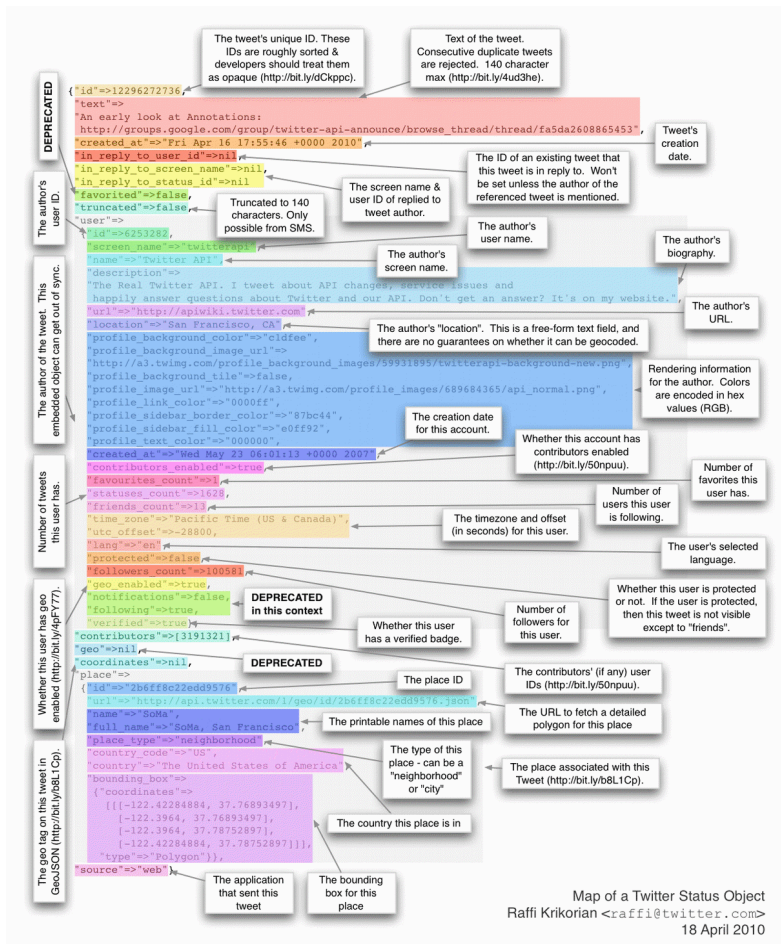 The tweet's unique ID. These
IDs are roughly sorted &
developers should treat them
as opaque (http://bit.ly/dCkppc).
Text of the tweet.
Consecutive duplicate tweets
are rejected. 140 character
max (http://bit.ly/4ud3he).
DEPRECATED
{"id"=>12296272736,
"text"=>
"An early look at Annotations:
http://groups.google.com/group/twitter-api-announce/browse_thread/thread/fa5da2608865453",
"created_at"=>"Fri Apr 16 17:55:46 +0000 2010",
Tweet's
creation
date.
"in_reply_to_user_id"=>nil,
"in_reply_to_screen_name"=>nil,
"in_reply_to_status_id"=>nil
The ID of an existing tweet that
this tweet is in reply to. Won't
be set unless the author of the
referenced tweet is mentioned.
The screen name &
user ID of replied to
tweet author.
"favorited"=>false,
"truncated"=>false,
Truncated to 140
characters. Only
possible from SMS.
The author's
user ID.
"user"=>
{"id"=>6253282,
"screen_name"=>"twitterapi",
The author's
user name.
"name"=>"Twitter API",
The author's
screen name.
The author's
biography.
"description"=>
"The Real Twitter API. I tweet about API changes, service issues and
happily answer questions about Twitter and our API. Don't get an answer? It's on my website.",
"url"=>"http://apiwiki.twitter.com",
The author's
URL.
"location"=>"San Francisco, CA",
The author's "location". This is a free-form text field, and
there are no guarantees on whether it can be geocoded.
The author of the tweet. This
embedded object can get out of sync.
"profile_background_color"=>"c1dfee",
"profile_background_image_url"=>
"http://a3.twimg.com/profile_background_images/59931895/twitterapi-background-new.png",
"profile_background_tile"=>false,
"profile_image_url"=>"http://a3.twimg.com/profile_images/689684365/api_normal.png",
"profile_link_color"=>"0000ff",
"profile_sidebar_border_color"=>"87bc44",
"profile_sidebar_fill_color"=>"e0ff92",
"profile_text_color"=>"000000",
Rendering information
for the author. Colors
are encoded in hex
values (RGB).
"created_at"=>"Wed May 23 06:01:13 +0000 2007",
The creation date
for this account.
"contributors_enabled"=>true,
Whether this account has
contributors enabled
(http://bit.ly/50npuu).
"favourites_count"=>1,
Number of
favorites this
user has.
Number of tweets
this user has.
"statuses_count"=>1628,
"friends_count"=>13,
Number of
users this user
is following.
"time_zone"=>"Pacific Time (US & Canada)",
"utc_offset"=>-28800,
The timezone and offset
(in seconds) for this user.
"lang"=>"en",
The user's selected
language.
"protected"=>false,
"followers_count"=>100581,
"geo_enabled"=>true,
"notifications"=>false,
"following"=>true,
"verified"=>true},
DEPRECATED
in this context
Whether this user is protected
or not. If the user is protected,
then this tweet is not visible
except to "friends".
Number of
followers for
this user.
Whether this user
has a verified badge.
Whether this user has geo
enabled (http://bit.ly/4pFY77).
"contributors"=>[3191321],
"geo"=>nil,
"coordinates"=>nil,
DEPRECATED
The contributors' (if any) user
IDs (http://bit.ly/50npuu).
"place"=>
{"id"=>"2b6ff8c22edd9576",
The place ID
"url"=>"http://api.twitter.com/1/geo/id/2b6ff8c22edd9576.json",
The URL to fetch a detailed
polygon for this place
"name"=>"SoMa",
"full_name"=>"SoMa, San Francisco",
The printable names of this place
"place_type"=>"neighborhood",
The type of this
place - can be a
"neighborhood"
or "city"
"country_code"=>"US",
"country"=>"The United States of America",
The place associated with this
Tweet (http://bit.ly/b8L1Cp).
The geo tag on this tweet in
GeoJSON (http://bit.ly/b8L1Cp).
"bounding_box"=>
{"coordinates"=>
[[[-122.42284884, 37.76893497],
[-122.3964, 37.76893497],
[-122.3964, 37.78752897],
[-122.42284884, 37.78752897]]],
"type"=>"Polygon"}},
The country this place is in
"source"=>"web"}
The application
that sent this
tweet
The bounding
box for this
place
Map of a Twitter Status Object
Raffi Krikorian <raffi@twitter.com>
18 April 2010